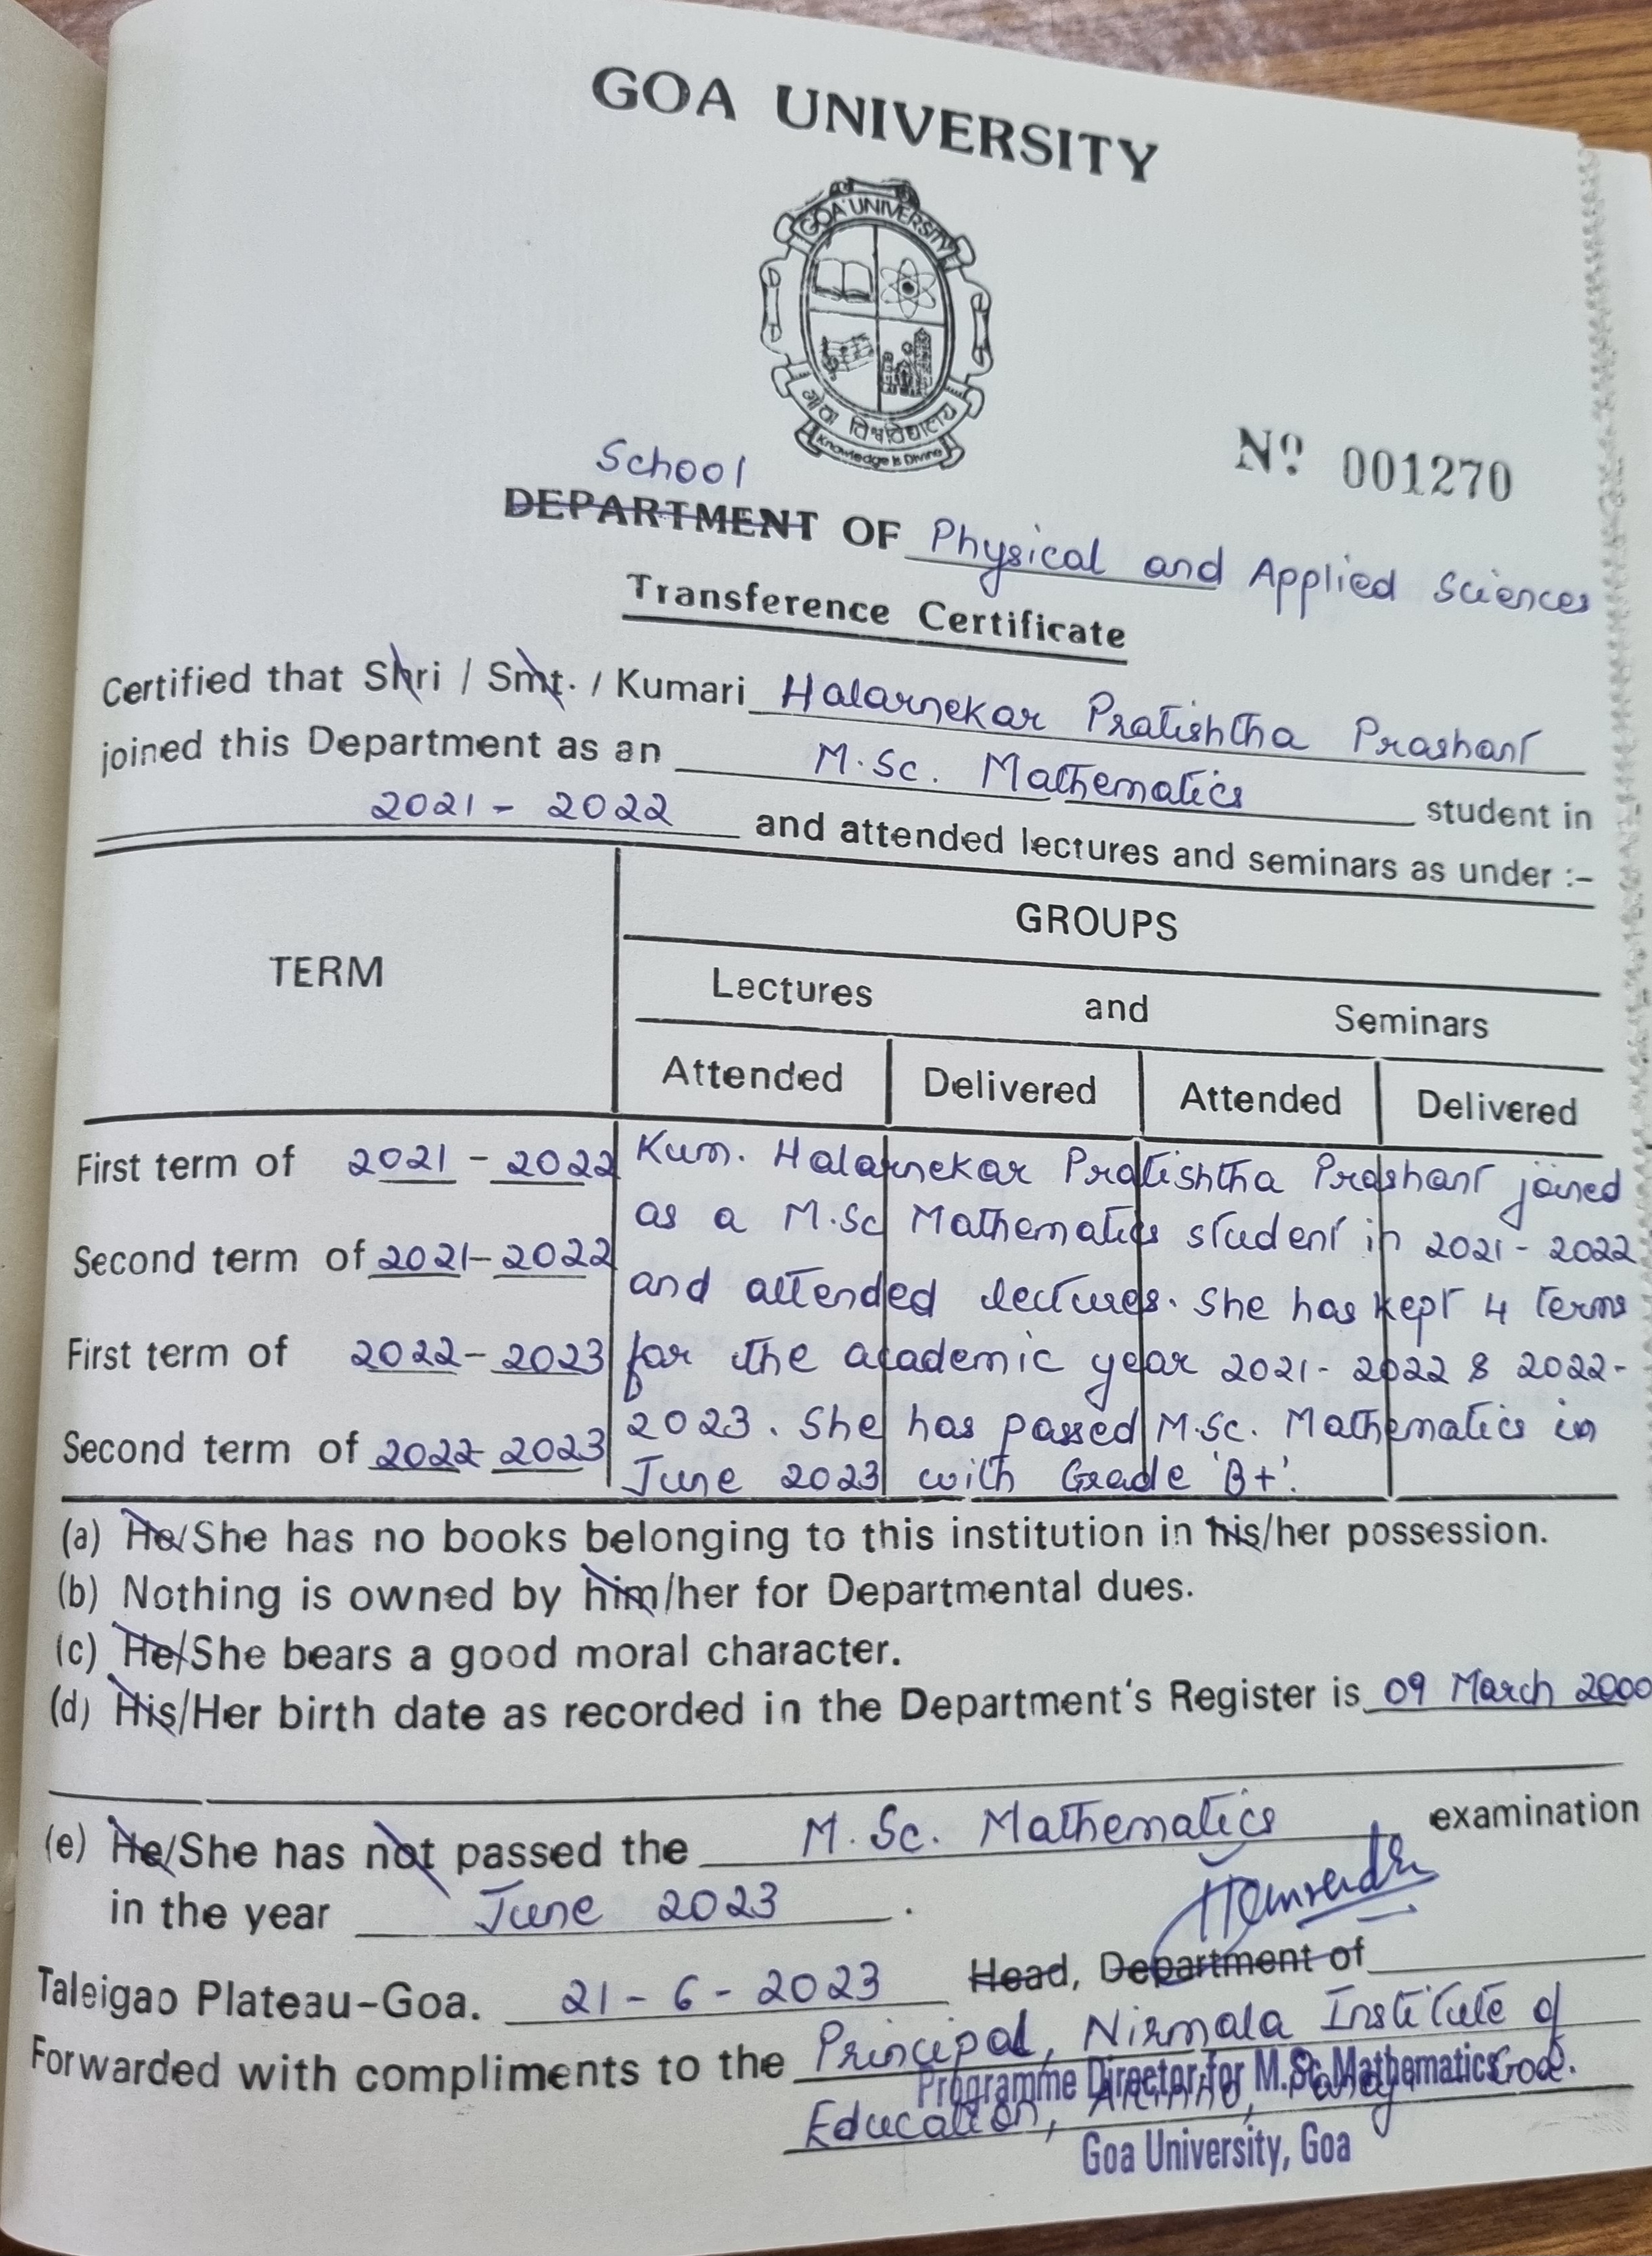 GOA UNIVERSITY
GOA UNIVERSITY
गोंय विश्वविद्यालय
Knowledge is Divine
Nº 001270
School
DEPARTMENT OF Physical and Applied Sciences
Transference Certificate
Certified that Shri / Smt. / Kumari Halarnekar Pratishtha Prashant
joined this Department as an M.Sc. Mathematics student in
2021 - 2022 and attended lectures and seminars as under :-
TERM
GROUPS
Lectures and Seminars
Attended Delivered Attended Delivered
First term of 2021 - 2022 Kum. Halarnekar Pratishtha Prashant joined
as a M.Sc Mathematics student in 2021 - 2022
Second term of 2021 - 2022
and attended lectures. She has kept 4 terms
First term of 2022 - 2023 for the academic year 2021 - 2022 & 2022 -
2023. She has passed M.Sc. Mathematics in
Second term of 2022 - 2023
June 2023 with Grade 'B+'.
(a) He/She has no books belonging to this institution in his/her possession.
(b) Nothing is owned by him/her for Departmental dues.
(c) He/She bears a good moral character.
(d) His/Her birth date as recorded in the Department's Register is 09 March 2000
(e) He/She has not passed the M.Sc. Mathematics examination
in the year June 2023 .
Taleigao Plateau-Goa. 21 - 6 - 2023 Head, Department of
Forwarded with compliments to the Principal, Nirmala Institute of
Programme Director for M.Sc. Mathematics
Education, Altinho, Panaji Goa.
Goa University, Goa